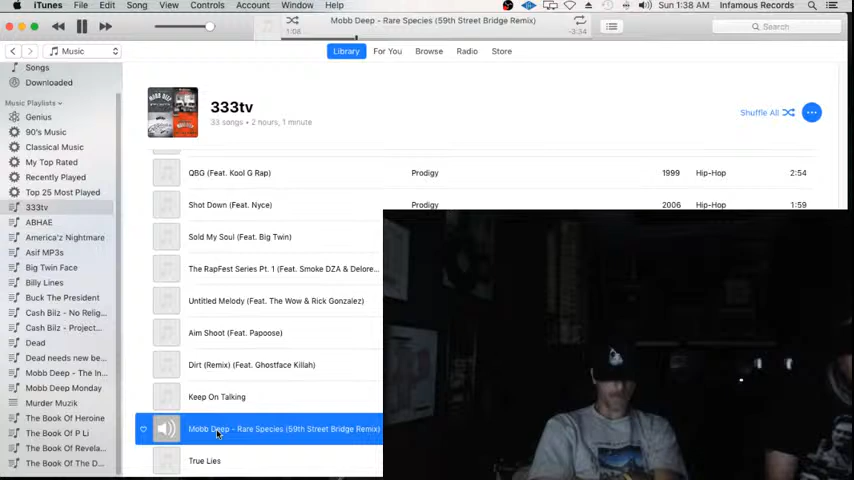 iTunes File Edit Song View Controls Account Window Help Sun 1:38 AM Infamous Records
Mobb Deep - Rare Species (59th Street Bridge Remix)
1:08 -3:34
Search
Music
Library For You Browse Radio Store
Songs
Downloaded
Music Playlists
Genius
90's Music
Classical Music
My Top Rated
Recently Played
Top 25 Most Played
333tv
ABHAE
America'z Nightmare
Asif MP3s
Big Twin Face
Billy Lines
Buck The President
Cash Bilz - No Relig...
Cash Bilz - Project...
Dead
Dead needs new be...
Mobb Deep - The In...
Mobb Deep Monday
Murder Muzik
The Book Of Heroine
The Book Of P Li
The Book Of Revela...
The Book Of The D...
333tv
33 songs • 2 hours, 1 minute
Shuffle All
QBG (Feat. Kool G Rap) Prodigy 1999 Hip-Hop 2:54
Shot Down (Feat. Nyce) Prodigy 2006 Hip-Hop 1:59
Sold My Soul (Feat. Big Twin)
The RapFest Series Pt. 1 (Feat. Smoke DZA & Delore...
Untitled Melody (Feat. The Wow & Rick Gonzalez)
Aim Shoot (Feat. Papoose)
Dirt (Remix) (Feat. Ghostface Killah)
Keep On Talking
Mobb Deep - Rare Species (59th Street Bridge Remix)
True Lies